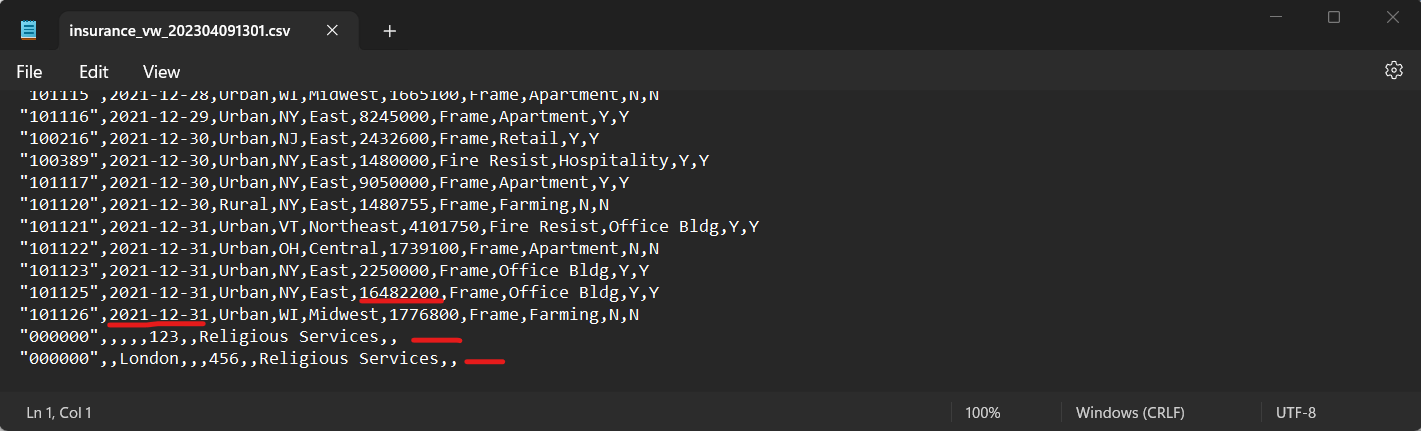 insurance_vw_202304091301.csv
File Edit View
"101115",2021-12-28,Urban,WI,Midwest,1665100,Frame,Apartment,N,N
"101116",2021-12-29,Urban,NY,East,8245000,Frame,Apartment,Y,Y
"100216",2021-12-30,Urban,NJ,East,2432600,Frame,Retail,Y,Y
"100389",2021-12-30,Urban,NY,East,1480000,Fire Resist,Hospitality,Y,Y
"101117",2021-12-30,Urban,NY,East,9050000,Frame,Apartment,Y,Y
"101120",2021-12-30,Rural,NY,East,1480755,Frame,Farming,N,N
"101121",2021-12-31,Urban,VT,Northeast,4101750,Fire Resist,Office Bldg,Y,Y
"101122",2021-12-31,Urban,OH,Central,1739100,Frame,Apartment,N,N
"101123",2021-12-31,Urban,NY,East,2250000,Frame,Office Bldg,Y,Y
"101125",2021-12-31,Urban,NY,East,16482200,Frame,Office Bldg,Y,Y
"101126",2021-12-31,Urban,WI,Midwest,1776800,Frame,Farming,N,N
"000000",,,,,123,,Religious Services,,
"000000",,London,,,456,,Religious Services,,
Ln 1, Col 1 100% Windows (CRLF) UTF-8